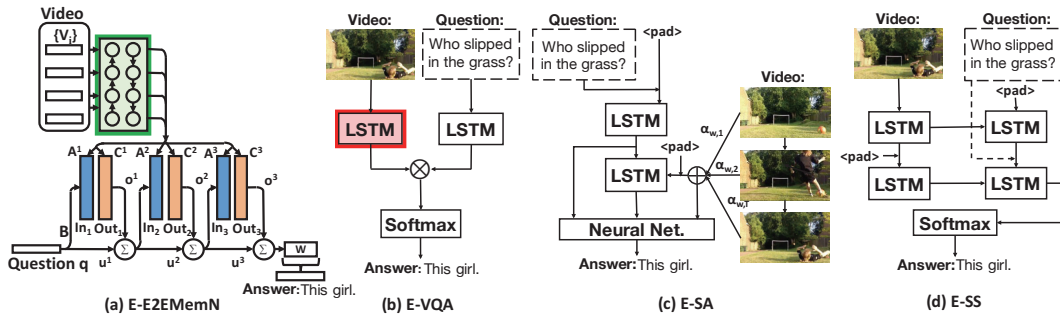 Video
{V_i}
A¹ C¹ A² C² A³ C³
o¹ o² o³
B In₁ Out₁ In₂ Out₂ In₃ Out₃
Σ Σ Σ W
Question q u¹ u² u³
Answer:This girl.
(a) E-E2EMemN
Video: Question:
Who slipped
in the grass?
LSTM LSTM
Softmax
Answer:This girl.
(b) E-VQA
Question:
Who slipped
in the grass?
<pad>
Video:
LSTM
α_{w,1}
<pad>
α_{w,2}
LSTM
α_{w,T}
Neural Net.
Answer:This girl.
(c) E-SA
Video: Question:
Who slipped
in the grass?
<pad>
LSTM LSTM
<pad>
LSTM LSTM
Softmax
Answer:This girl.
(d) E-SS